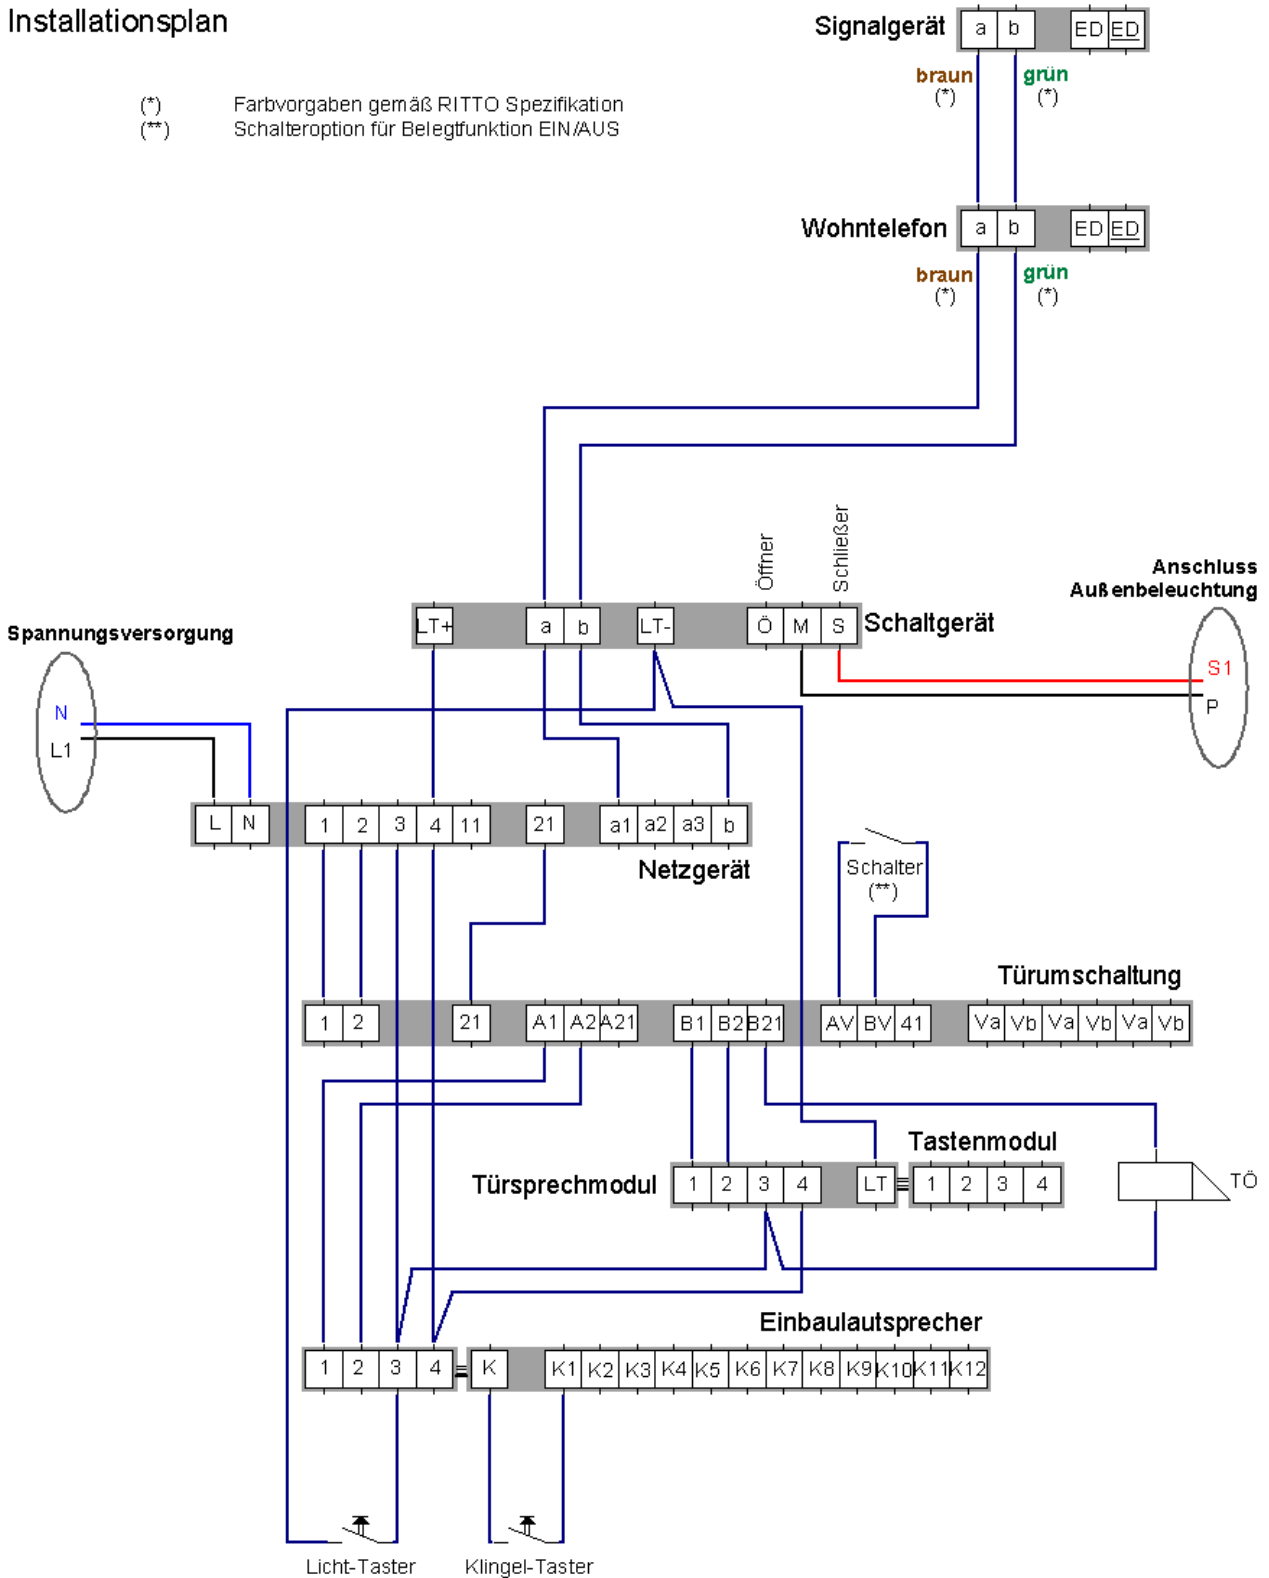 Installationsplan
Signalgerät a b ED ED
braun grün
(*) (*)
(*) Farbvorgaben gemäß RITTO Spezifikation
(**) Schalteroption für Belegtfunktion EIN/AUS
Wohntelefon a b ED ED
braun grün
(*) (*)
Öffner Schließer
Anschluss
Außenbeleuchtung
LT+ a b LT- Ö M S Schaltgerät
Spannungsversorgung
S1
P
N
L1
L N 1 2 3 4 11 21 a1 a2 a3 b
Netzgerät
Schalter
(**)
Türumschaltung
1 2 21 A1 A2 A21 B1 B2 B21 AV BV 41 Va Vb Va Vb Va Vb
Tastenmodul
Türsprechmodul 1 2 3 4 LT 1 2 3 4 TÖ
Einbaulautsprecher
1 2 3 4 K K1 K2 K3 K4 K5 K6 K7 K8 K9 K10 K11 K12
Licht-Taster Klingel-Taster